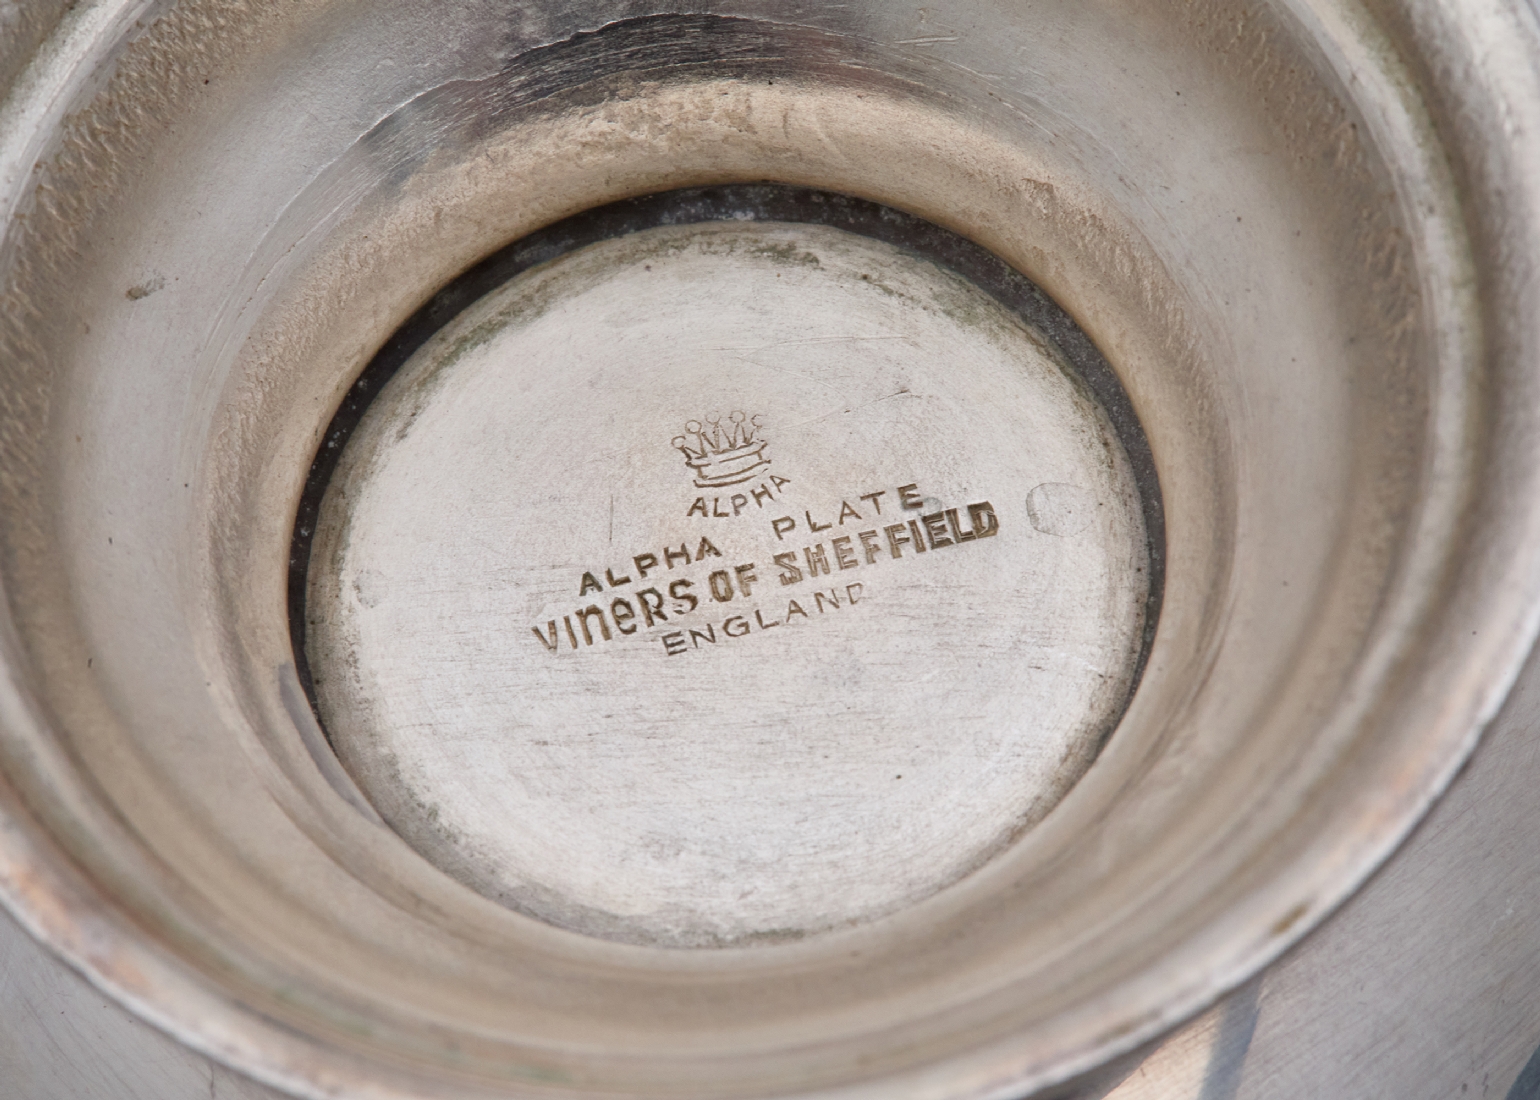 ALPHA
ALPHA PLATE
VINERS OF SHEFFIELD
ENGLAND